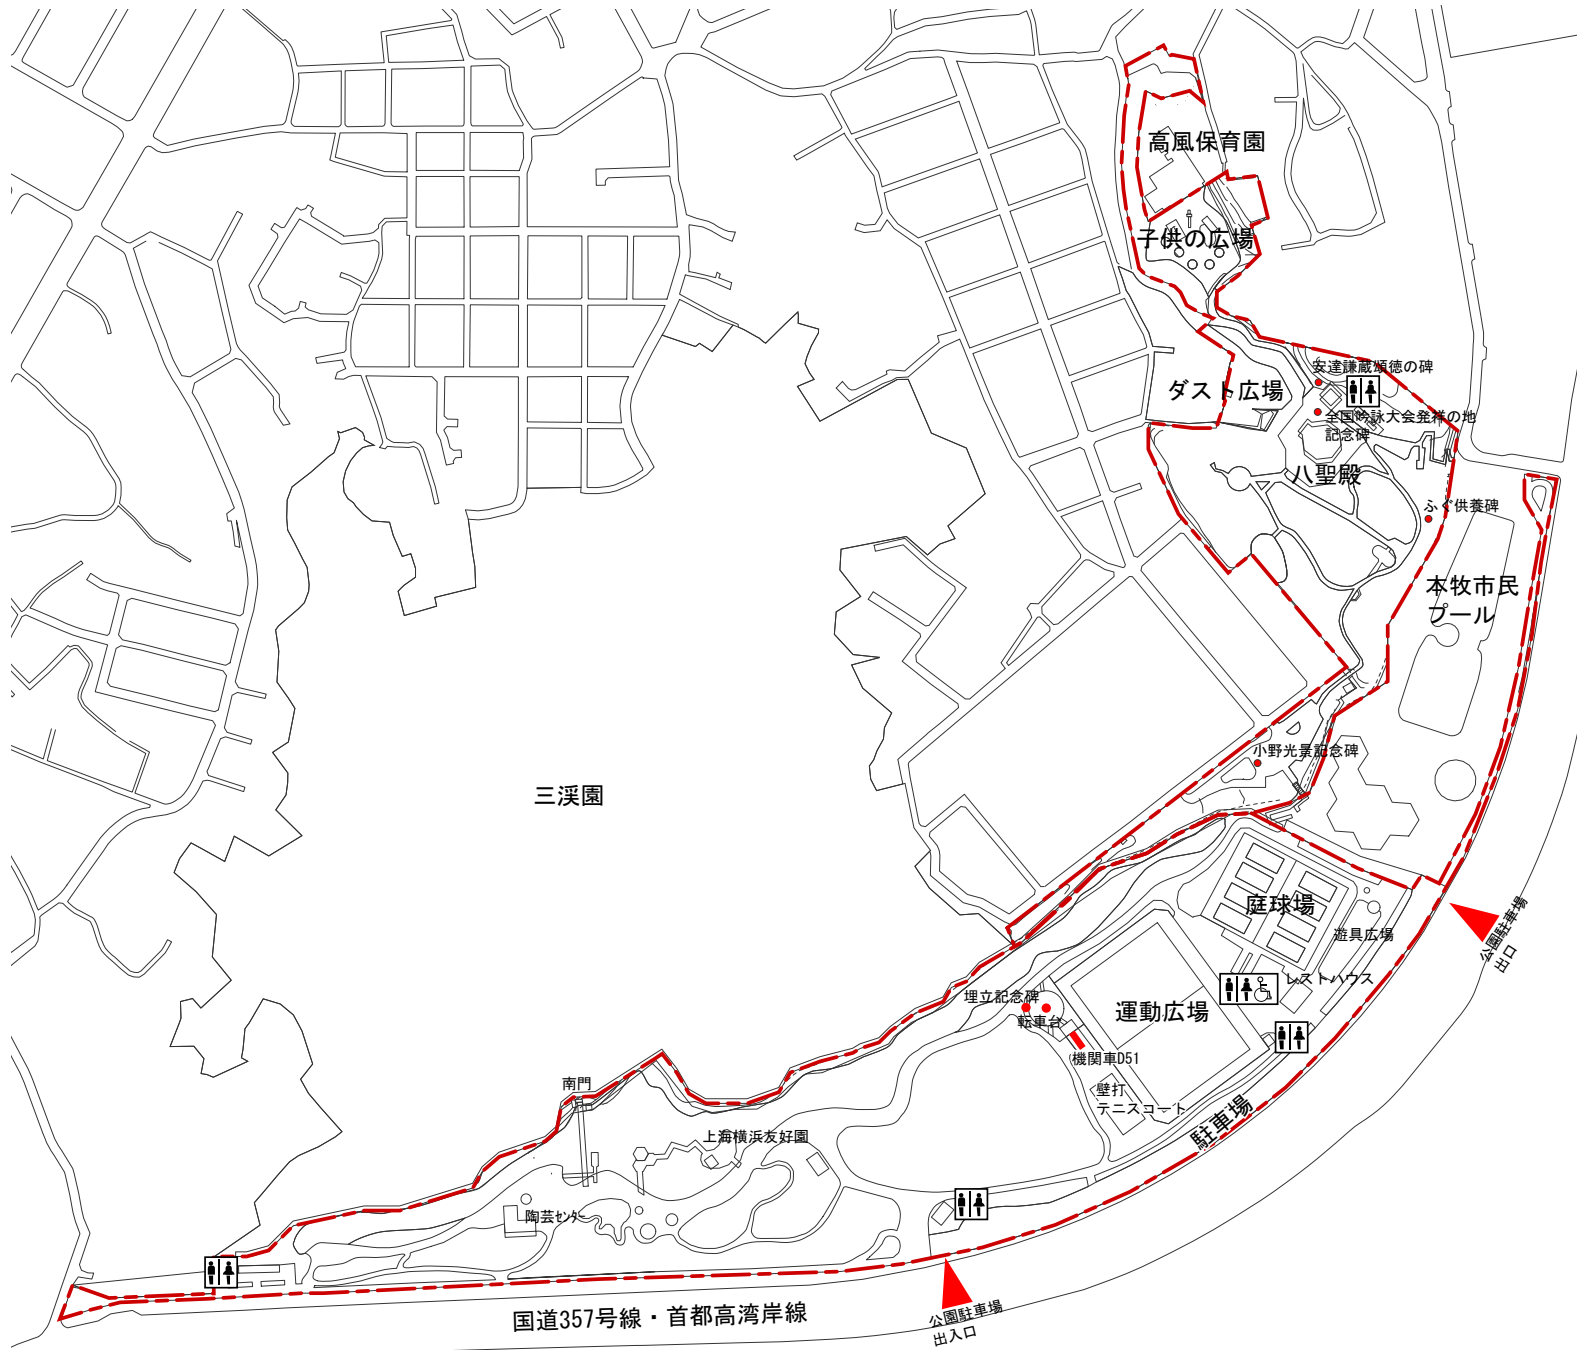 高風保育園
子供の広場
安達謙蔵頌徳の碑
ダスト広場
全国吟詠大会発祥の地
記念碑
八聖殿
ふぐ供養碑
本牧市民
プール
小野光景記念碑
三渓園
庭球場
遊具広場
公園駐車場
出口
レストハウス
埋立記念碑
転車台
運動広場
機関車D51
南門
壁打
テニスコート
駐車場
上海横浜友好園
陶芸センター
国道357号線・首都高湾岸線
公園駐車場
出入口